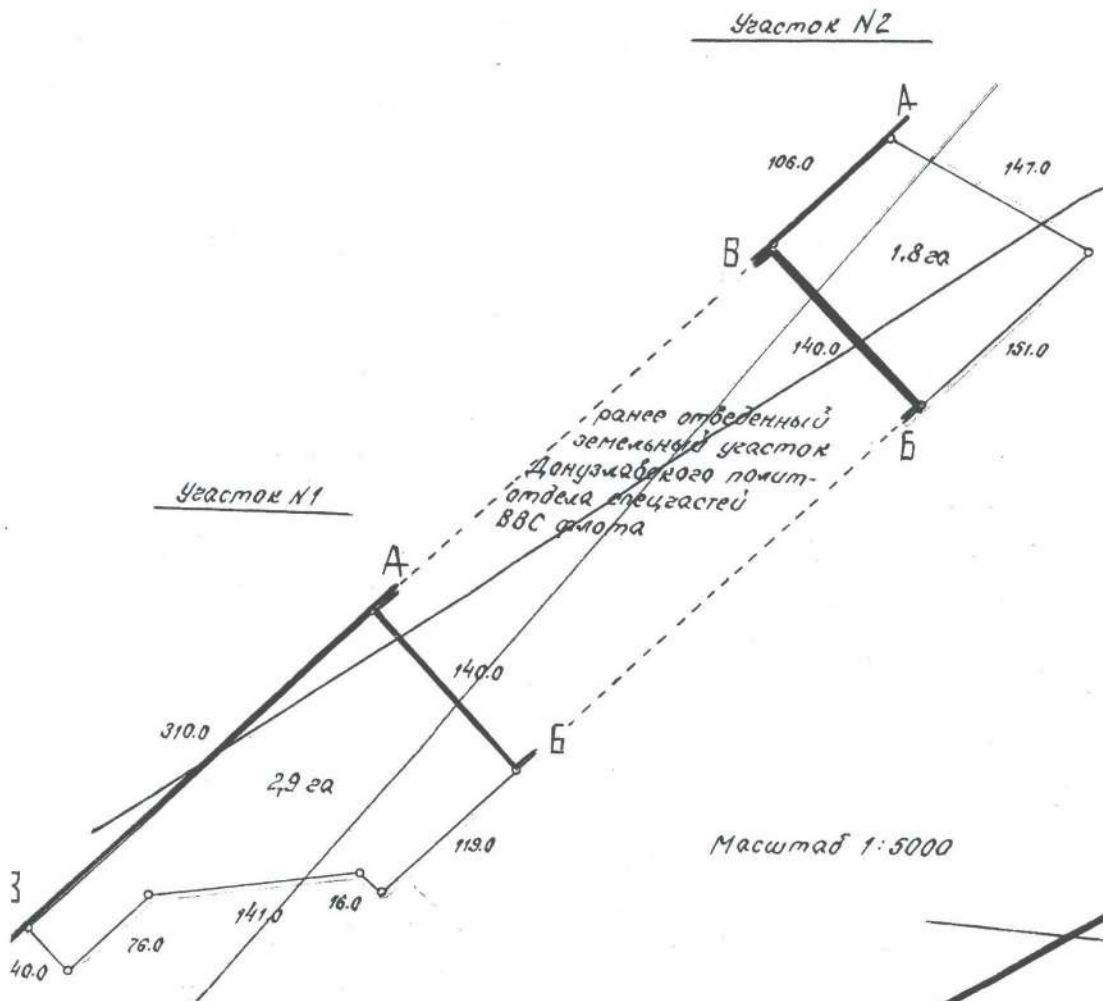 Участок N2
А
106.0
147.0
В
1.8 га
140.0
151.0
Б
ранее отведенный
земельный участок
Донузлавского полит-
отдела спецчастей
ВВС флота
Участок N1
А
140.0
310.0
Б
2,9 га
119.0
Масштаб 1:5000
В
141.0
16.0
76.0
40.0